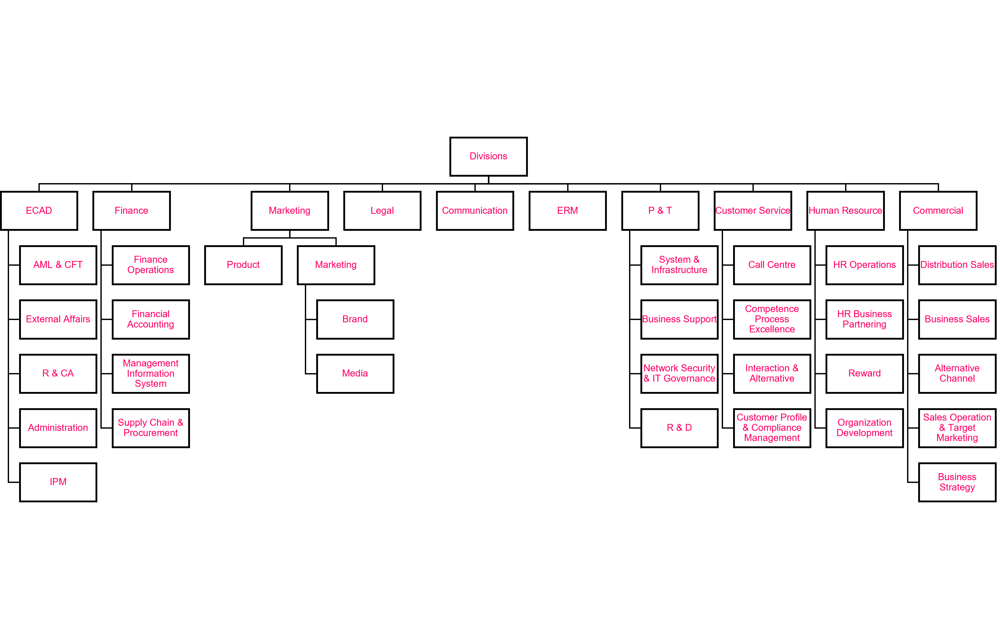 Divisions
ECAD
Finance
Marketing
Legal
Communication
ERM
P & T
Customer Service
Human Resource
Commercial
AML & CFT
External Affairs
R & CA
Administration
IPM
Finance
Operations
Financial
Accounting
Management
Information
System
Supply Chain &
Procurement
Product
Marketing
Brand
Media
System &
Infrastructure
Business Support
Network Security
& IT Governance
R & D
Call Centre
Competence
Process
Excellence
Interaction &
Alternative
Customer Profile
& Compliance
Management
HR Operations
HR Business
Partnering
Reward
Organization
Development
Distribution Sales
Business Sales
Alternative
Channel
Sales Operation
& Target
Marketing
Business
Strategy